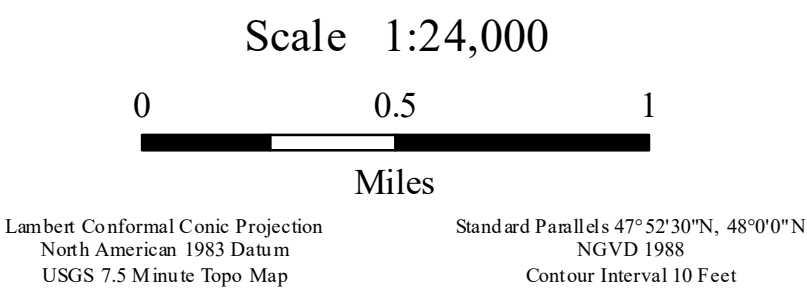 Scale 1:24,000
0 0.5 1
Miles
Lambert Conformal Conic Projection
North American 1983 Datum
USGS 7.5 Minute Topo Map
Standard Parallels 47°52'30"N, 48°0'0"N
NGVD 1988
Contour Interval 10 Feet